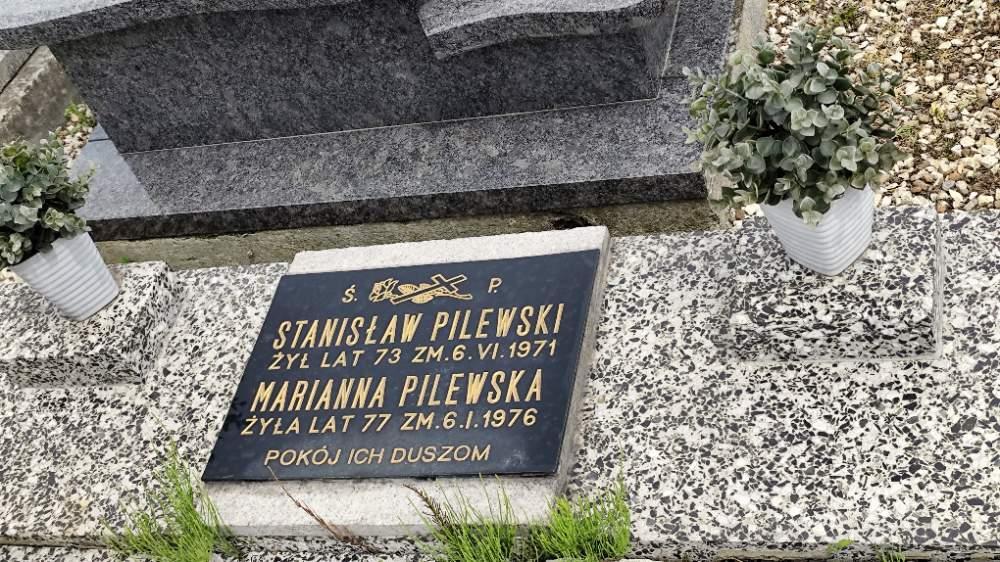 Ś. P.
STANISŁAW PILEWSKI
ŻYŁ LAT 73 ZM. 6. VI. 1971
MARIANNA PILEWSKA
ŻYŁA LAT 77 ZM. 6. I. 1976
POKÓJ ICH DUSZOM